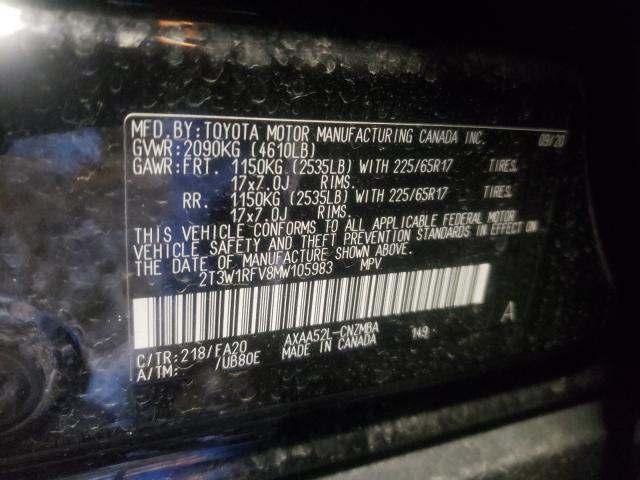 MFD. BY: TOYOTA MOTOR MANUFACTURING CANADA INC. 09/20
GVWR: 2090KG (4610LB)
GAWR: FRT. 1150KG (2535LB) WITH 225/65R17 TIRES.
17x7.0J RIMS.
RR. 1150KG (2535LB) WITH 225/65R17 TIRES.
17x7.0J RIMS.
THIS VEHICLE CONFORMS TO ALL APPLICABLE FEDERAL MOTOR
VEHICLE SAFETY AND THEFT PREVENTION STANDARDS IN EFFECT ON
THE DATE OF MANUFACTURE SHOWN ABOVE.
2T3W1RFV8MW105983 MPV
A
C/TR: 218/FA20 AXAA52L-CNZMBA 149
A/TM: /UB80E MADE IN CANADA